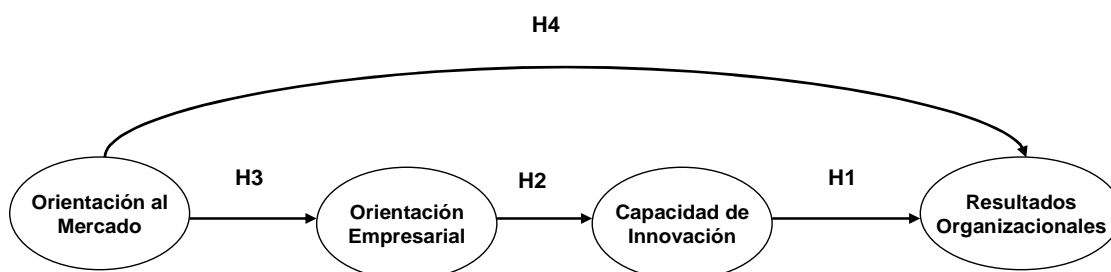 H4
H3
H2
H1
Orientación al
Mercado
Orientación
Empresarial
Capacidad de
Innovación
Resultados
Organizacionales